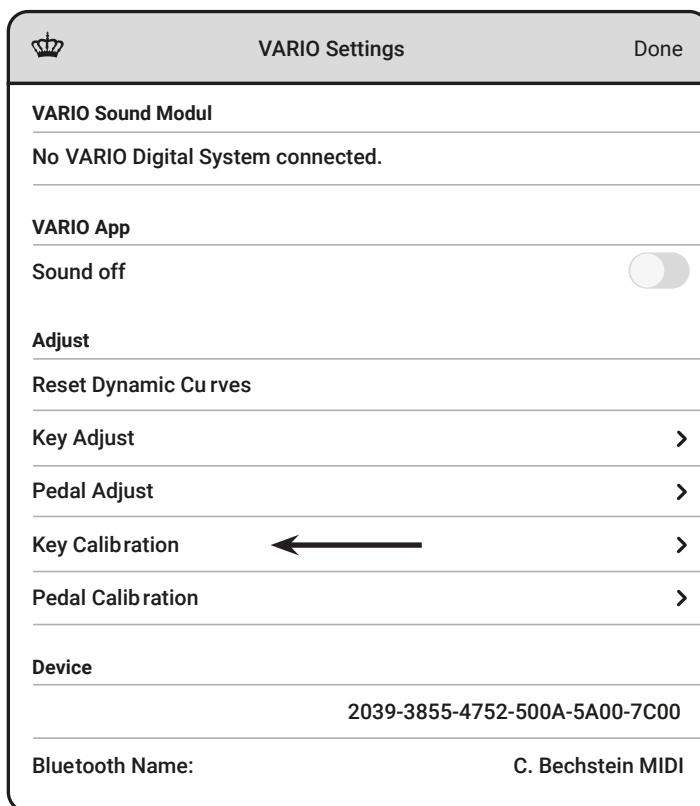 VARIO Settings Done
VARIO Sound Modul
No VARIO Digital System connected.
VARIO App
Sound off
Adjust
Reset Dynamic Cu rves
Key Adjust
Pedal Adjust
Key Calibration
Pedal Calibration
Device
2039-3855-4752-500A-5A00-7C00
Bluetooth Name: C. Bechstein MIDI